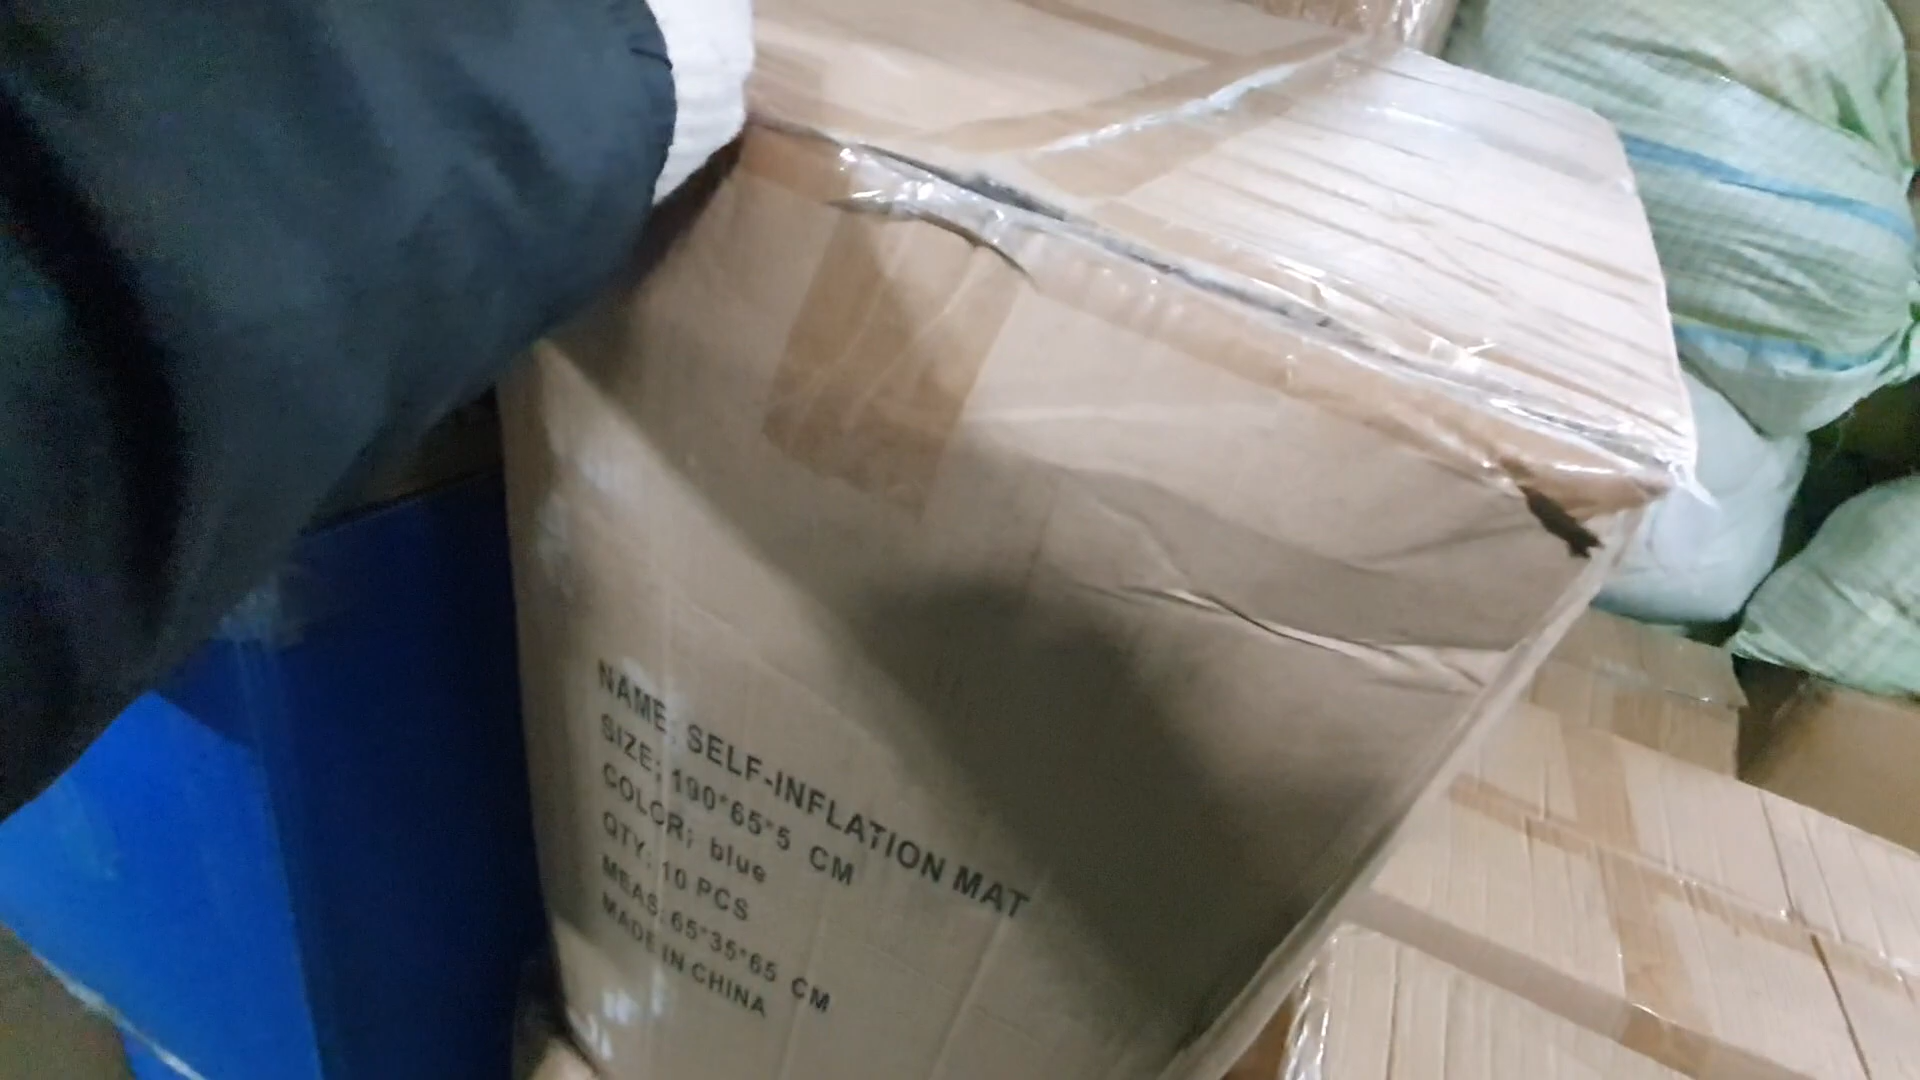 NAME: SELF-INFLATION MAT
SIZE: 190*65*5 CM
COLOR: blue
QTY: 10 PCS
MEAS: 65*35*65 CM
MADE IN CHINA